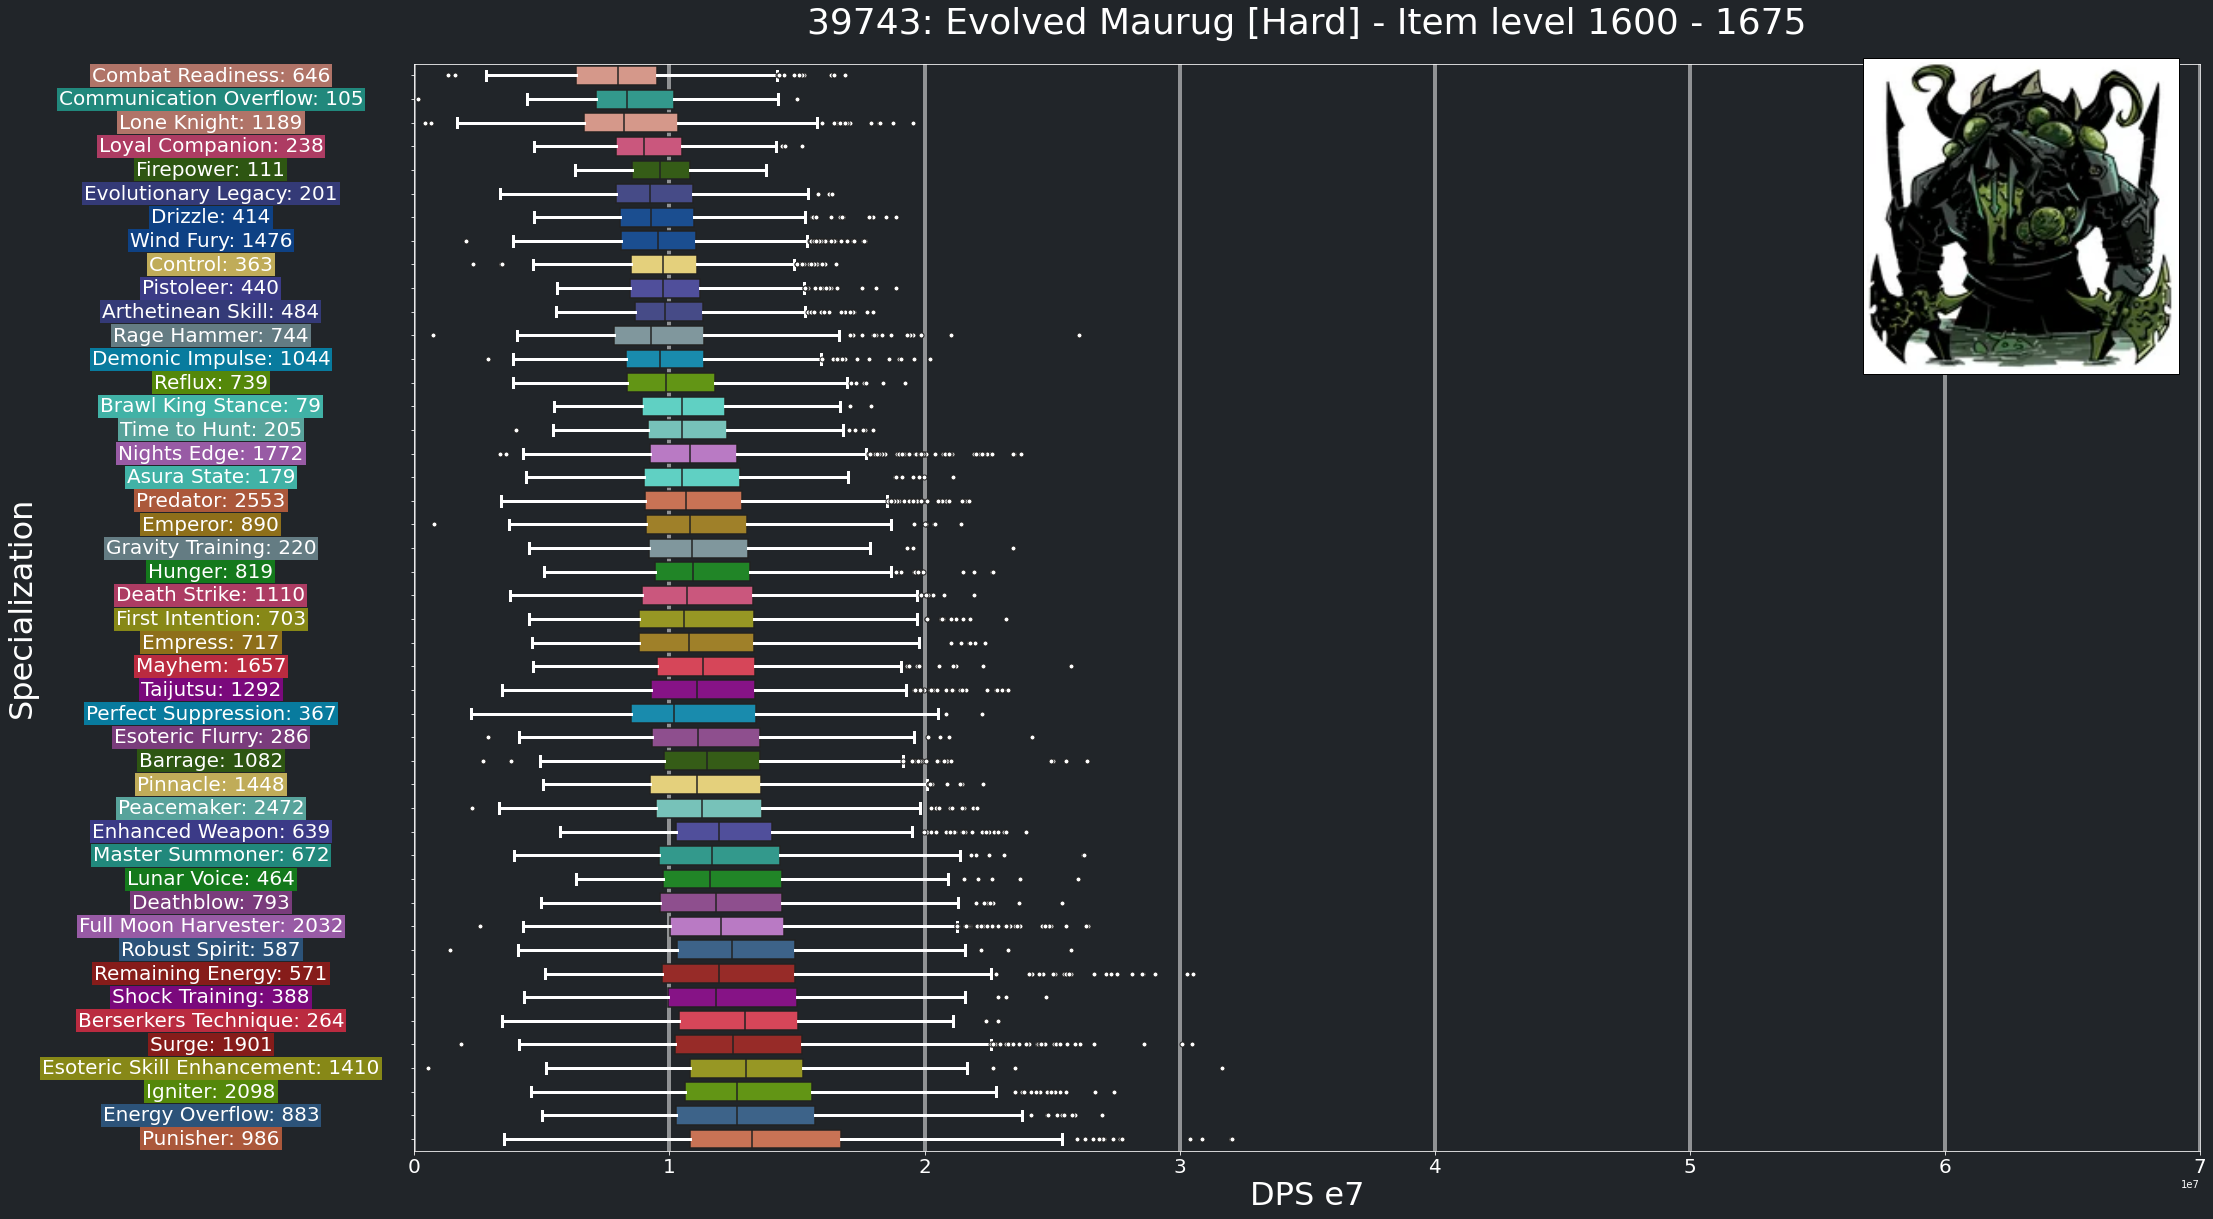 39743: Evolved Maurug [Hard] - Item level 1600 - 1675
Specialization
Combat Readiness: 646
Communication Overflow: 105
Lone Knight: 1189
Loyal Companion: 238
Firepower: 111
Evolutionary Legacy: 201
Drizzle: 414
Wind Fury: 1476
Control: 363
Pistoleer: 440
Arthetinean Skill: 484
Rage Hammer: 744
Demonic Impulse: 1044
Reflux: 739
Brawl King Stance: 79
Time to Hunt: 205
Nights Edge: 1772
Asura State: 179
Predator: 2553
Emperor: 890
Gravity Training: 220
Hunger: 819
Death Strike: 1110
First Intention: 703
Empress: 717
Mayhem: 1657
Taijutsu: 1292
Perfect Suppression: 367
Esoteric Flurry: 286
Barrage: 1082
Pinnacle: 1448
Peacemaker: 2472
Enhanced Weapon: 639
Master Summoner: 672
Lunar Voice: 464
Deathblow: 793
Full Moon Harvester: 2032
Robust Spirit: 587
Remaining Energy: 571
Shock Training: 388
Berserkers Technique: 264
Surge: 1901
Esoteric Skill Enhancement: 1410
Igniter: 2098
Energy Overflow: 883
Punisher: 986
0 1 2 3 4 5 6 7
1e7
DPS e7